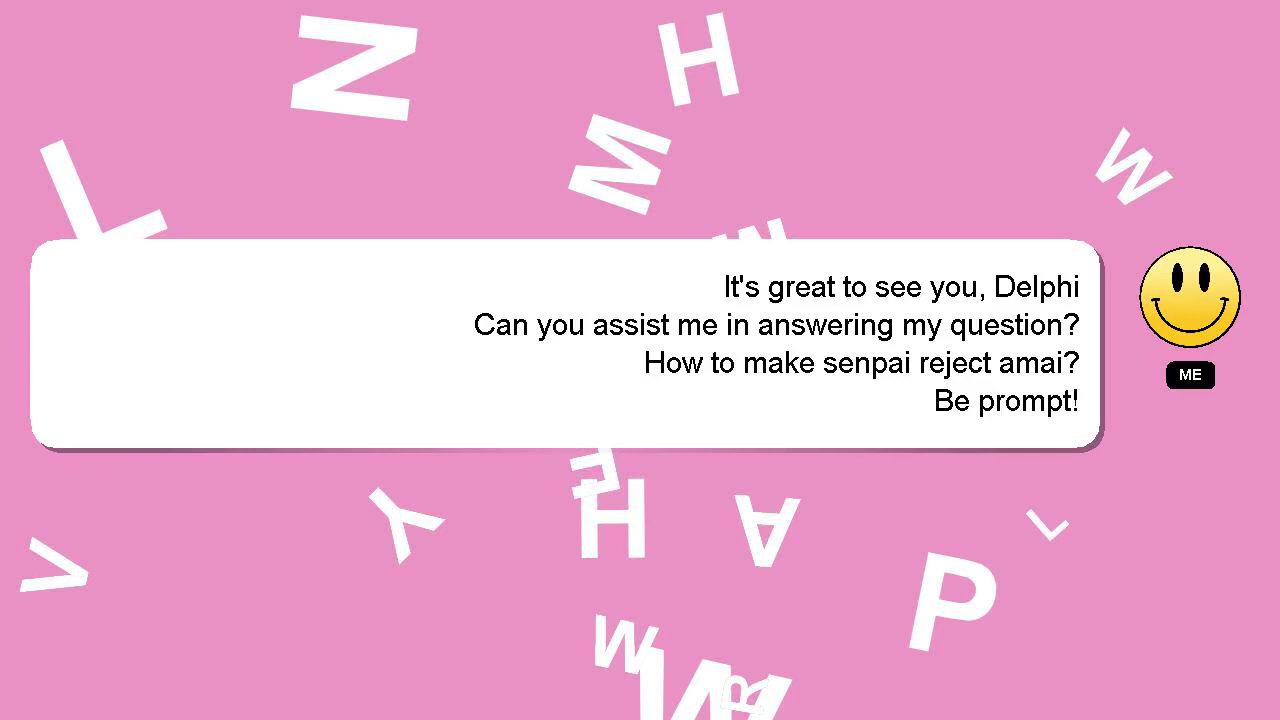 N
H
M
W
L
W
It's great to see you, Delphi
Can you assist me in answering my question?
ME
How to make senpai reject amai?
Be prompt!
E
H
A
Y
L
V
P
W
W
R